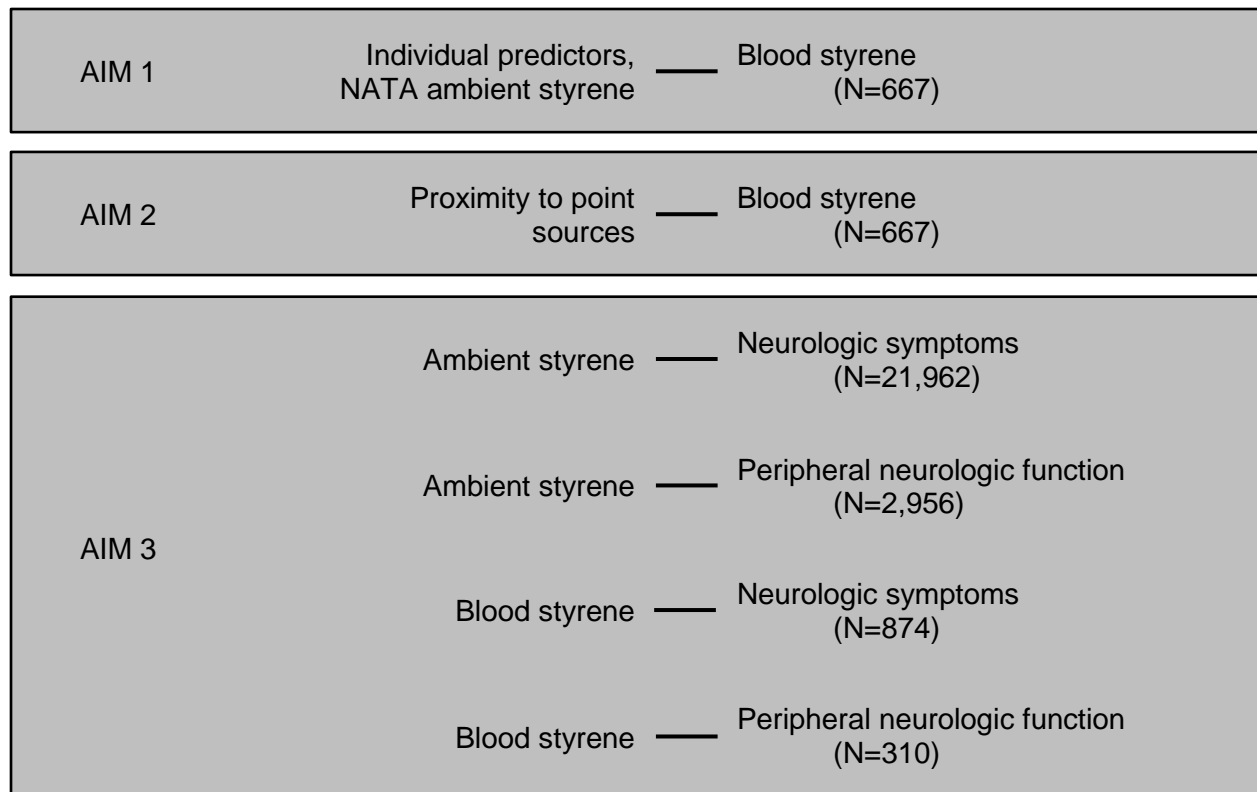 AIM 1
Individual predictors,
NATA ambient styrene
Blood styrene
(N=667)
AIM 2
Proximity to point
sources
Blood styrene
(N=667)
AIM 3
Ambient styrene
Neurologic symptoms
(N=21,962)
Ambient styrene
Peripheral neurologic function
(N=2,956)
Blood styrene
Neurologic symptoms
(N=874)
Blood styrene
Peripheral neurologic function
(N=310)